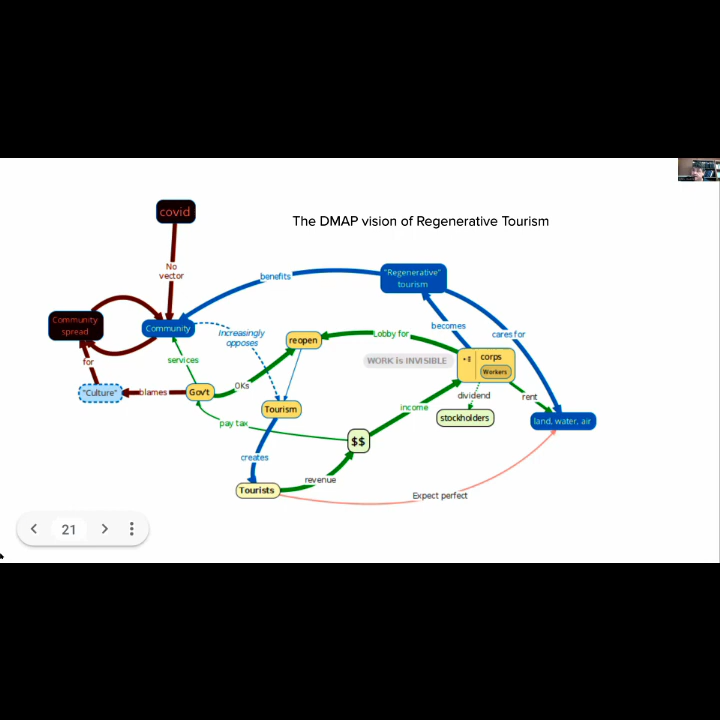 covid
The DMAP vision of Regenerative Tourism
No
vector
benefits
"Regenerative"
tourism
Community
spread
Community
Increasingly
opposes
reopen
Lobby for
becomes
cares for
for
services
WORK is INVISIBLE
corps
Workers
"Culture"
blames
Gov't
OKs
Tourism
income
dividend
rent
stockholders
land, water, air
pay tax
$$
creates
revenue
Tourists
Expect perfect
21